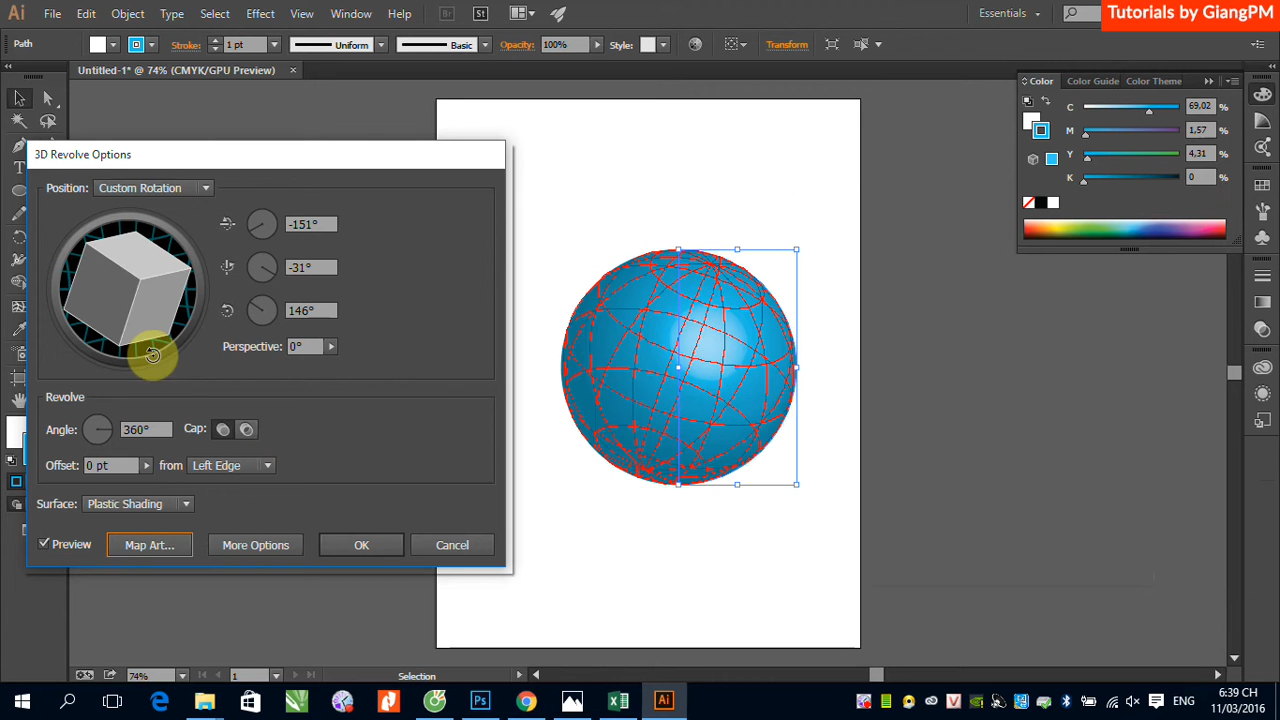 Ai File Edit Object Type Select Effect View Window Help Br St Essentials Tutorials by GiangPM
Path Stroke: 1 pt Uniform Basic Opacity: 100% Style: Transform
Untitled-1* @ 74% (CMYK/GPU Preview) ×
Color Color Guide Color Theme
C 69,02 %
M 1,57 %
Y 4,31 %
K 0 %
3D Revolve Options
Position: Custom Rotation
-151°
-31°
146°
Perspective: 0°
Revolve
Angle: 360° Cap:
Offset: 0 pt from Left Edge
Surface: Plastic Shading
Preview Map Art... More Options OK Cancel
74% 1 Selection
Ps Ai V ENG 6:39 CH
11/03/2016